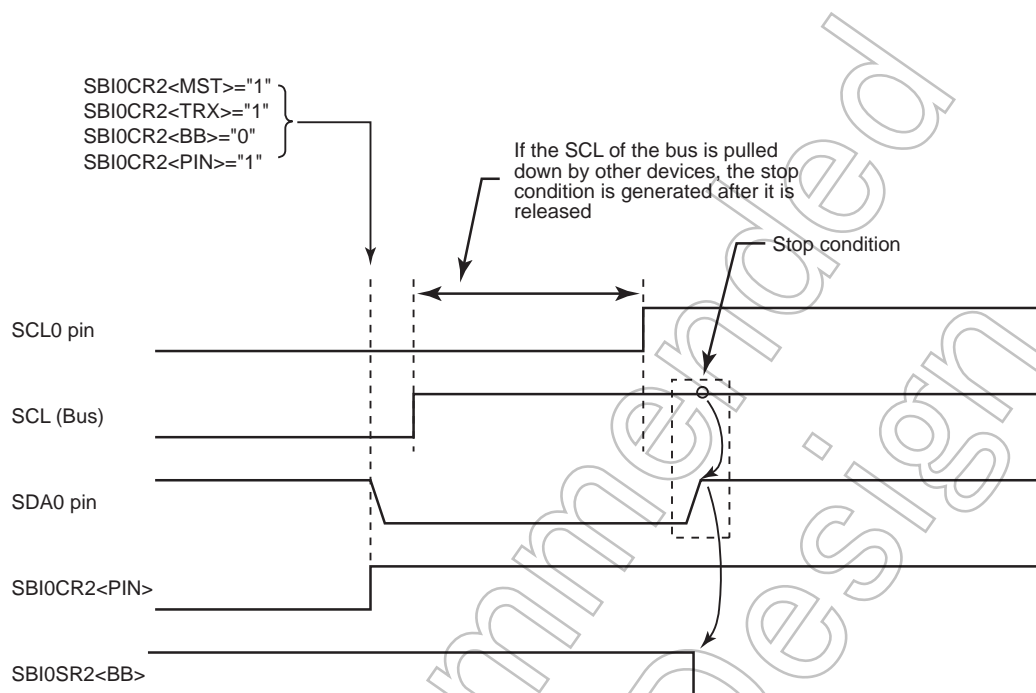 SBI0CR2<MST>="1"
SBI0CR2<TRX>="1"
SBI0CR2<BB>="0"
SBI0CR2<PIN>="1"
If the SCL of the bus is pulled
down by other devices, the stop
condition is generated after it is
released
Stop condition
SCL0 pin
SCL (Bus)
SDA0 pin
SBI0CR2<PIN>
SBI0SR2<BB>
mmended
Design